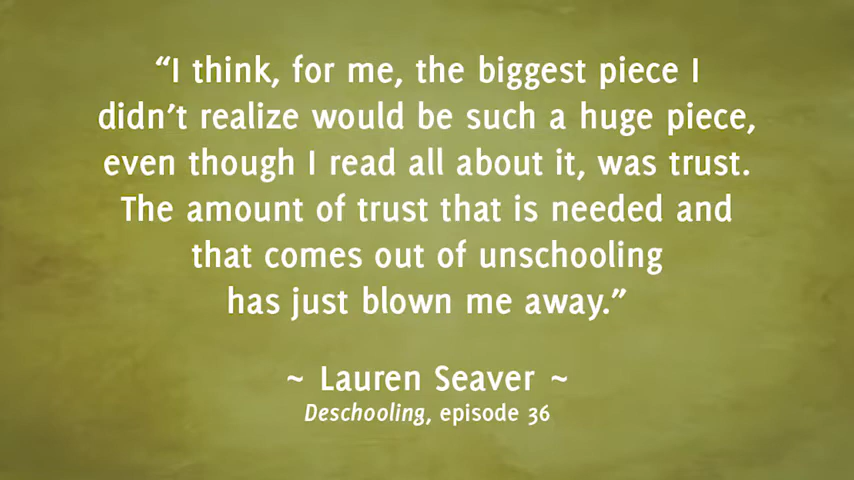 “I think, for me, the biggest piece I
didn’t realize would be such a huge piece,
even though I read all about it, was trust.
The amount of trust that is needed and
that comes out of unschooling
has just blown me away.”
~ Lauren Seaver ~
Deschooling, episode 36